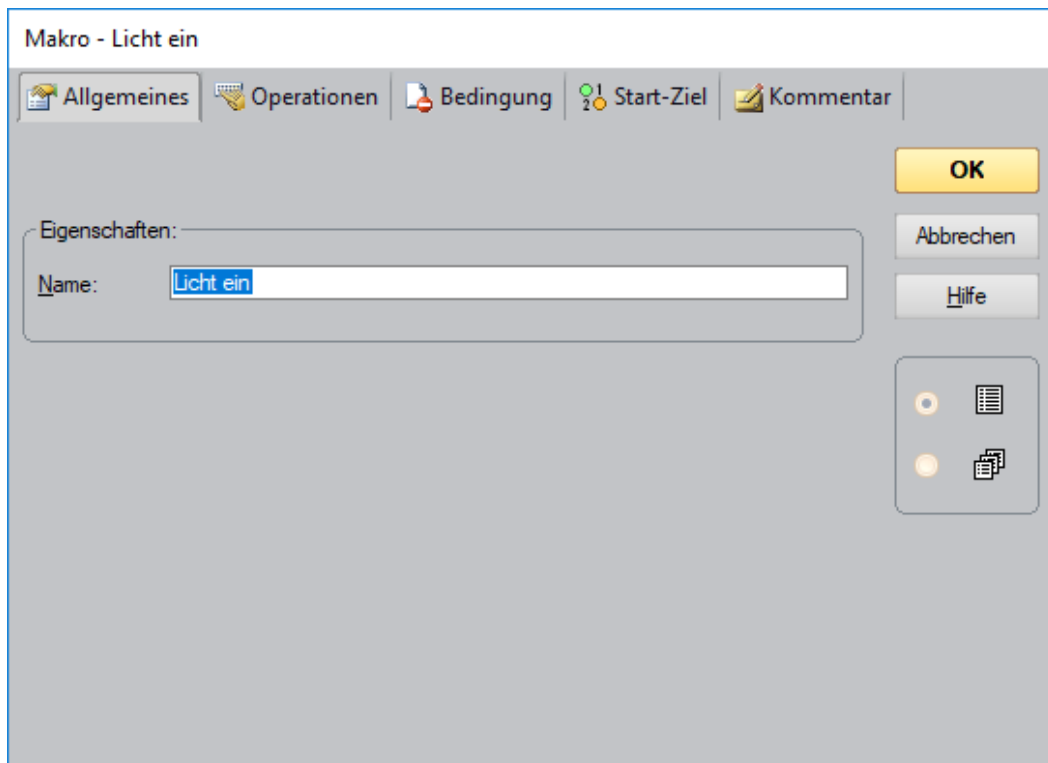 Makro - Licht ein
Allgemeines Operationen Bedingung Start-Ziel Kommentar
OK
Eigenschaften:
Abbrechen
Name: Licht ein
Hilfe